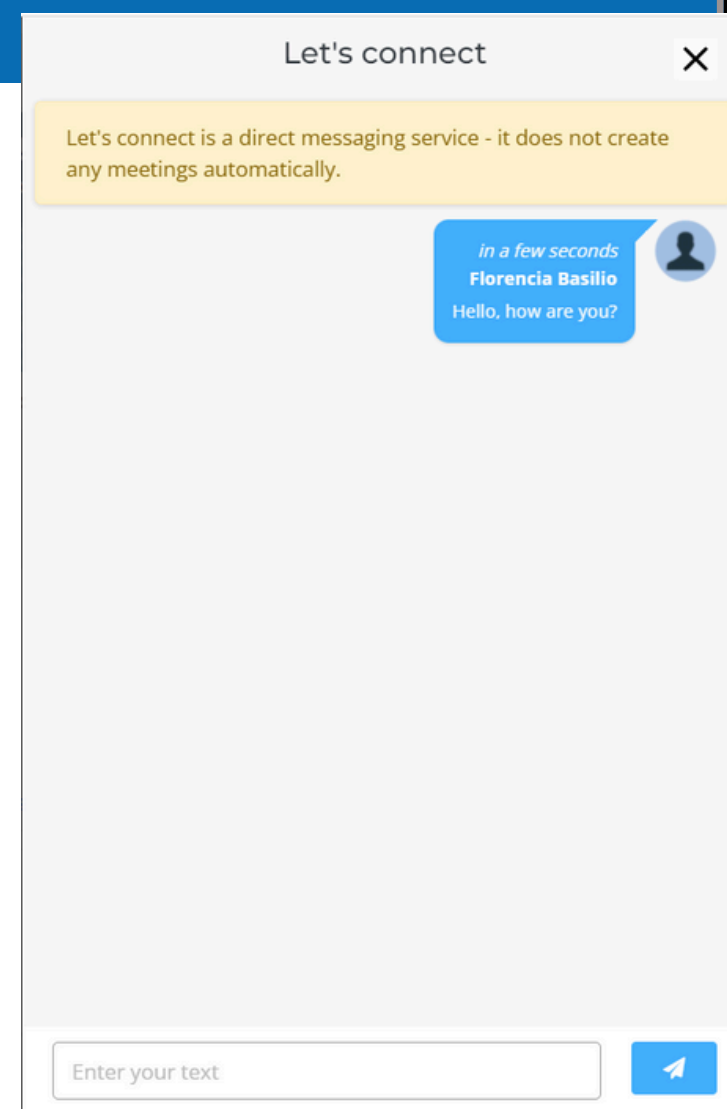 Let's connect
Let's connect is a direct messaging service - it does not create
any meetings automatically.
in a few seconds
Florencia Basilio
Hello, how are you?
Enter your text